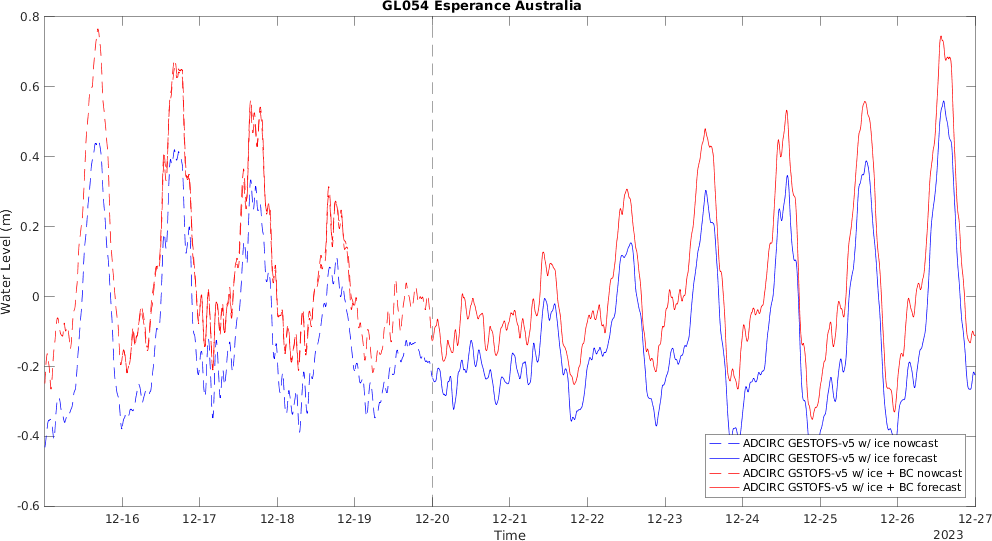 GL054 Esperance Australia
0.8
0.6
0.4
0.2
0
-0.2
-0.4
-0.6
Water Level (m)
ADCIRC GESTOFS-v5 w/ ice nowcast
ADCIRC GESTOFS-v5 w/ ice forecast
ADCIRC GSTOFS-v5 w/ ice + BC nowcast
ADCIRC GSTOFS-v5 w/ ice + BC forecast
12-16 12-17 12-18 12-19 12-20 12-21 12-22 12-23 12-24 12-25 12-26 12-27
Time
2023